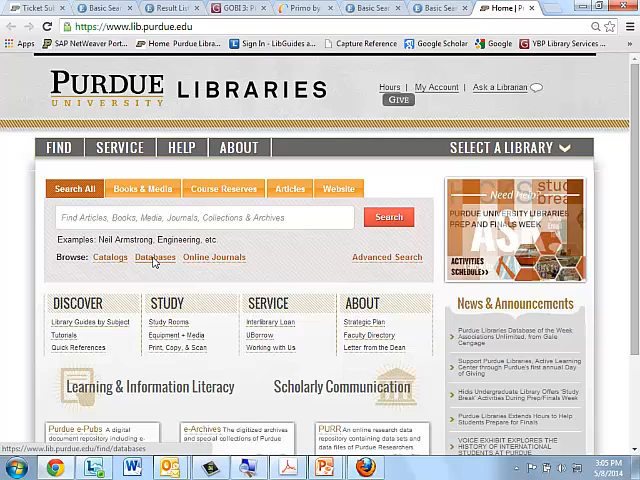 Ticket Sui
Basic Sear
Result List
GOBI 3: P
Primo by
Basic Sear
Basic Sear
Home | P
https://www.lib.purdue.edu
Apps
SAP NetWeaver Port...
Home Purdue Libra...
Sign In - LibGuides a...
Capture Reference
Google Scholar
Google
YBP Library Services ...
PURDUE LIBRARIES
UNIVERSITY
Hours My Account Ask a Librarian
GIVE
FIND SERVICE HELP ABOUT SELECT A LIBRARY
Search All Books & Media Course Reserves Articles Website
Find Articles, Books, Media, Journals, Collections & Archives Search
Examples: Neil Armstrong, Engineering, etc.
Browse: Catalogs Databases Online Journals Advanced Search
Need Help?
PURDUE UNIVERSITY LIBRARIES
PREP AND FINALS WEEK
ASK
ACTIVITIES
SCHEDULE>>
DISCOVER
Library Guides by Subject
Tutorials
Quick References
STUDY
Study Rooms
Equipment + Media
Print, Copy, & Scan
SERVICE
Interlibrary Loan
UBorrow
Working with Us
ABOUT
Strategic Plan
Faculty Directory
Letter from the Dean
News & Announcements
Purdue Libraries Database of the Week
Associations Unlimited, from Gale
Cengage
Support Purdue Libraries, Active Learning
Center through Purdue's first annual Day
of Giving
Hicks Undergraduate Library Offers 'Study
Break' Activities During Prep/Finals Week
Purdue Libraries Extends Hours to Help
Students Prepare for Finals
VOICE EXHIBIT EXPLORES THE
HISTORY OF INTERNATIONAL
STUDENTS AT PURDUE
Learning & Information Literacy
Scholarly Communication
Purdue e-Pubs A digital
document repository including e-
e-Archives The digitized archives
and special collections of Purdue
PURR An online research data
repository containing data sets and
data files of Purdue Researchers.
https://www.lib.purdue.edu/find/databases
3:05 PM
5/8/2014